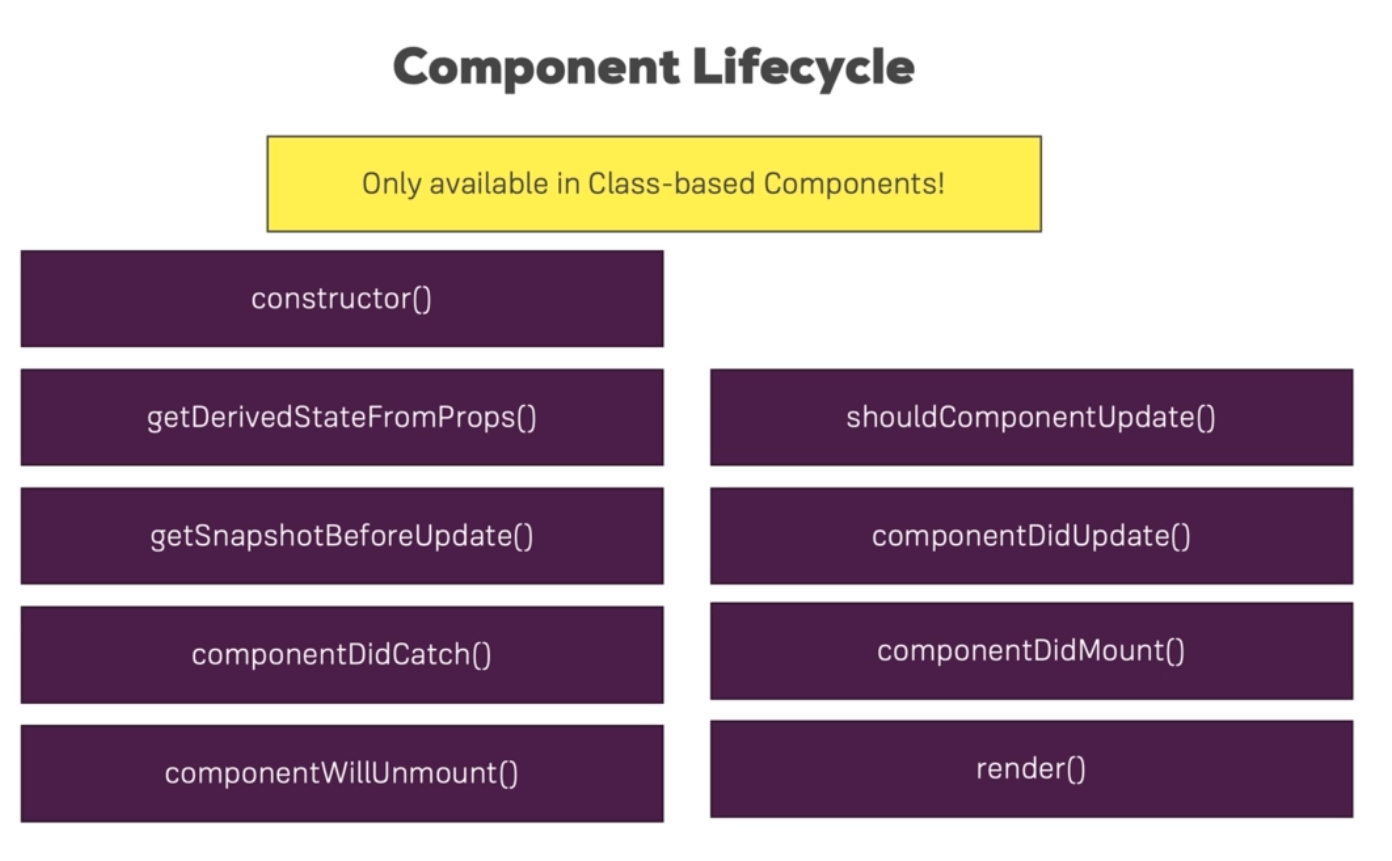 Component Lifecycle
Only available in Class-based Components!
constructor()
getDerivedStateFromProps()
shouldComponentUpdate()
getSnapshotBeforeUpdate()
componentDidUpdate()
componentDidCatch()
componentDidMount()
componentWillUnmount()
render()